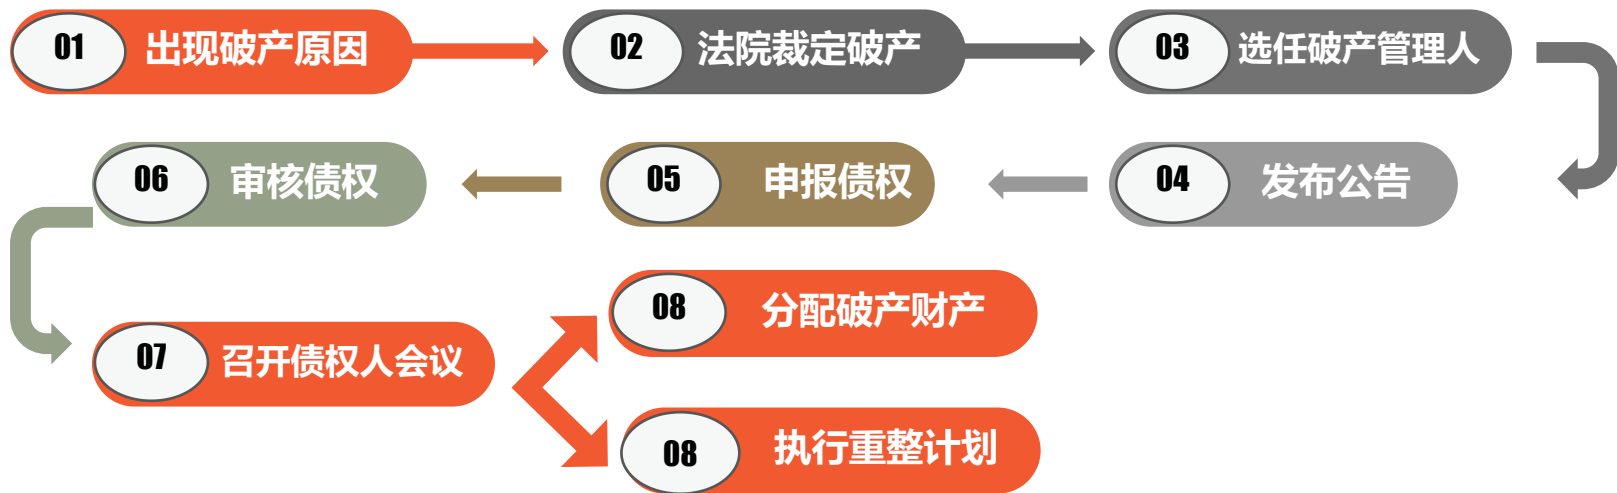 01 出现破产原因
02 法院裁定破产
03 选任破产管理人
04 发布公告
05 申报债权
06 审核债权
07 召开债权人会议
08 分配破产财产
08 执行重整计划